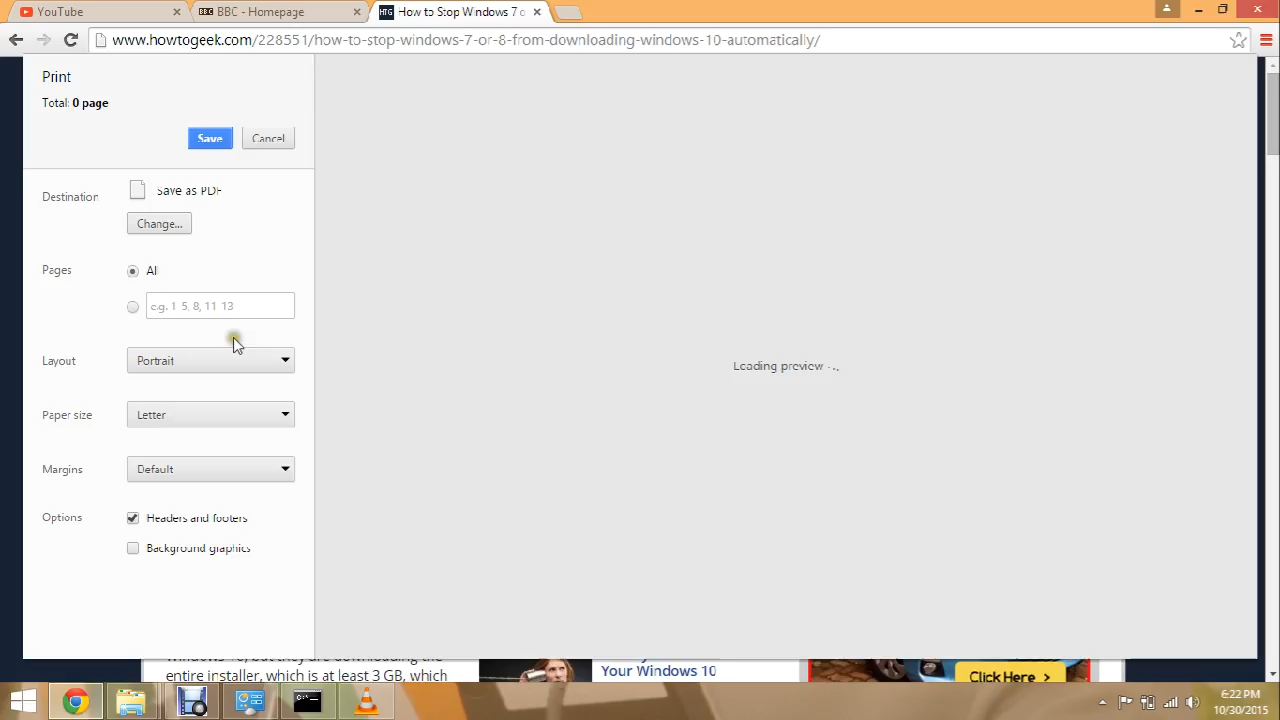 YouTube
BBC - Homepage
HTG How to Stop Windows 7 o
www.howtogeek.com/228551/how-to-stop-windows-7-or-8-from-downloading-windows-10-automatically/
Print
Total: 0 page
Save Cancel
Destination Save as PDF
Change...
Pages All
e.g. 1-5, 8, 11-13
Layout Portrait
Paper size Letter
Margins Default
Options Headers and footers
Background graphics
Loading preview
entire installer, which is at least 3 GB, which
Your Windows 10
Click Here >
6:22 PM
10/30/2015